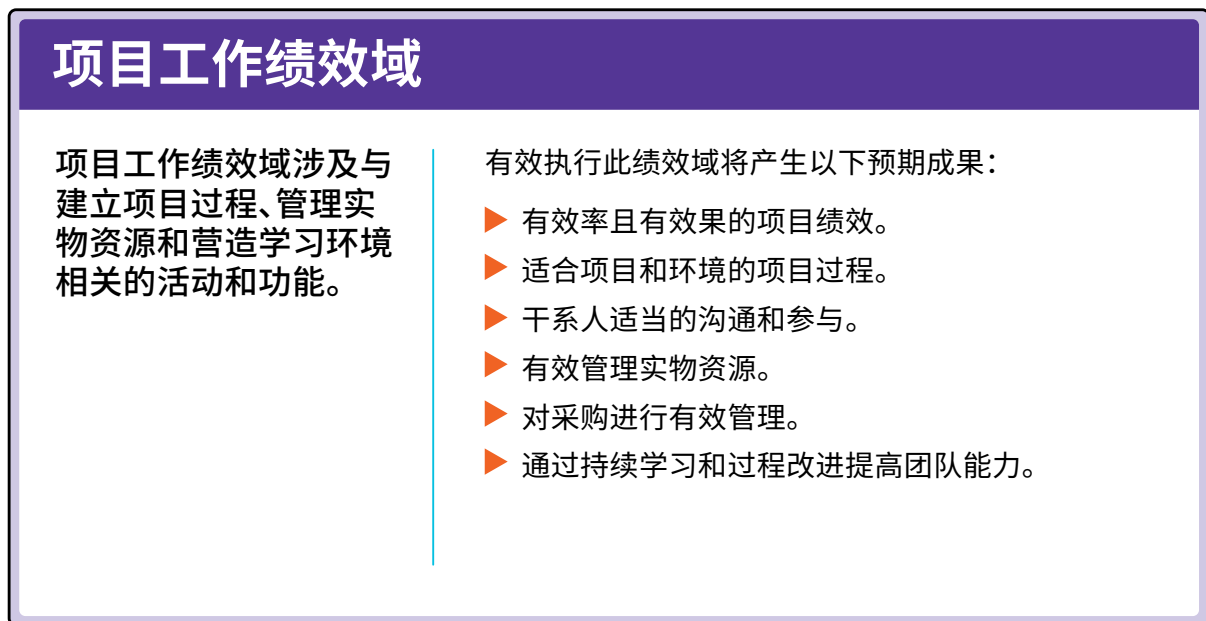 项目工作绩效域
项目工作绩效域涉及与
建立项目过程、管理实
物资源和营造学习环境
相关的活动和功能。
有效执行此绩效域将产生以下预期成果：
▶ 有效率且有效果的项目绩效。
▶ 适合项目和环境的项目过程。
▶ 干系人适当的沟通和参与。
▶ 有效管理实物资源。
▶ 对采购进行有效管理。
▶ 通过持续学习和过程改进提高团队能力。